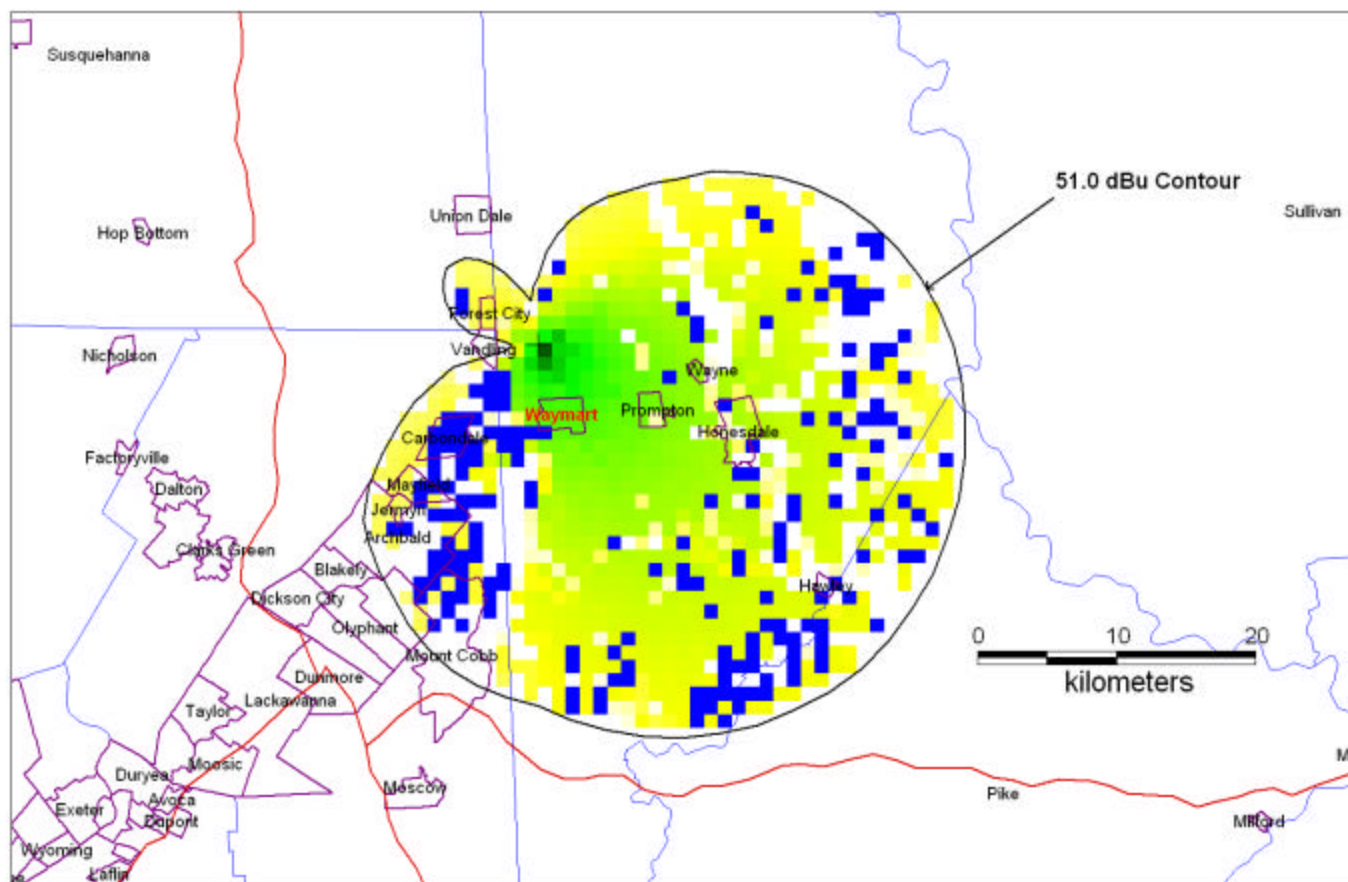 Susquehanna
51.0 dBu Contour
Union Dale
Sullivan
Hop Bottom
Forest City
Nicholson
Vandling
Wayne
Waymart
Prompton
Honesdale
Carbondale
Factoryville
Dalton
Mayfield
Jermyn
Archbald
Clarks Green
Blakely
Hawley
Dickson City
Olyphant
0 10 20
kilometers
Mount Cobb
Dunmore
Lackawanna
Taylor
Moosic
M
Duryea
Moscow
Pike
Avoca
Exeter
Dupont
Milford
Wyoming
Laflin